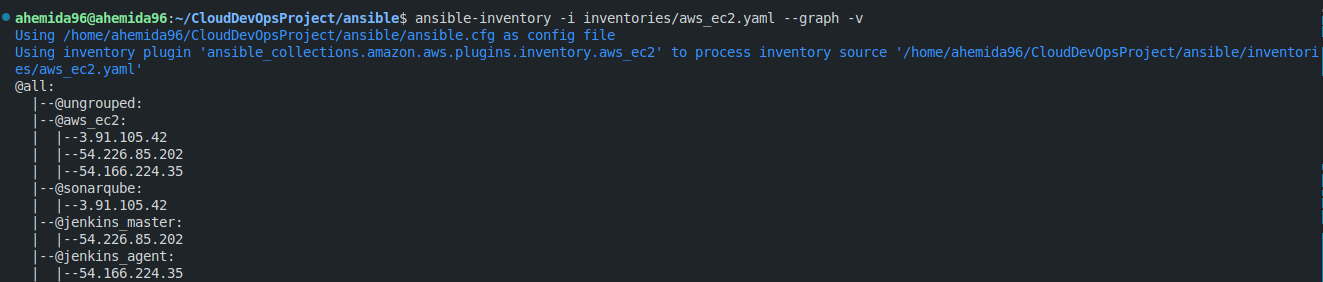 ahemida96@ahemida96:~/CloudDevOpsProject/ansible$ ansible-inventory -i inventories/aws_ec2.yaml --graph -v
Using /home/ahemida96/CloudDevOpsProject/ansible/ansible.cfg as config file
Using inventory plugin 'ansible_collections.amazon.aws.plugins.inventory.aws_ec2' to process inventory source '/home/ahemida96/CloudDevOpsProject/ansible/inventori
es/aws_ec2.yaml'
@all:
  |--@ungrouped:
  |--@aws_ec2:
  |  |--3.91.105.42
  |  |--54.226.85.202
  |  |--54.166.224.35
  |--@sonarqube:
  |  |--3.91.105.42
  |--@jenkins_master:
  |  |--54.226.85.202
  |--@jenkins_agent:
  |  |--54.166.224.35